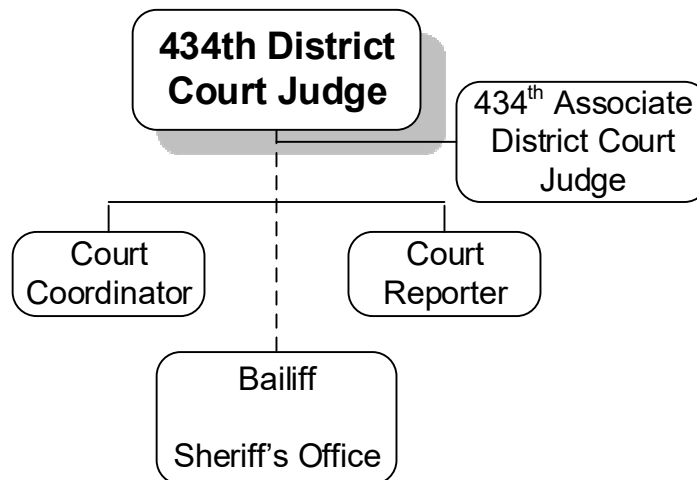 434th District
Court Judge
434th Associate
District Court
Judge
Court
Coordinator
Court
Reporter
Bailiff
Sheriff’s Office